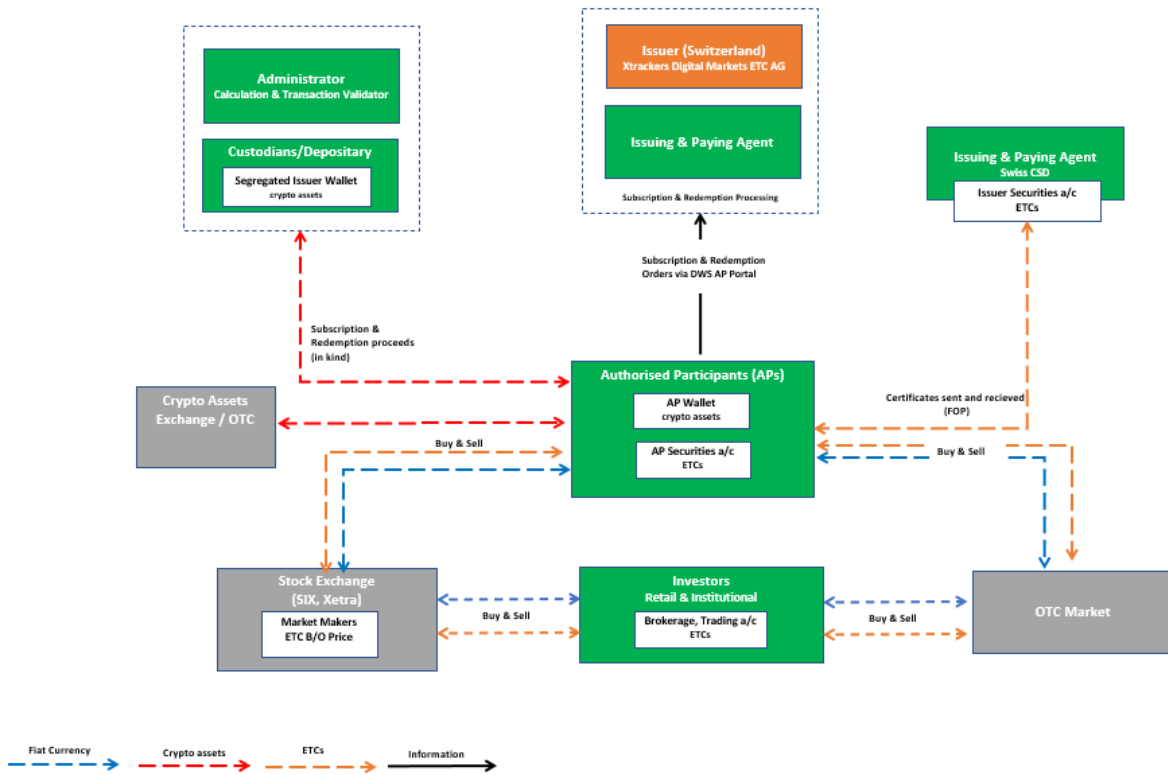 Administrator
Calculation & Transaction Validator
Custodians/Depositary
Segregated Issuer Wallet
crypto assets
Issuer (Switzerland)
Xtrackers Digital Markets ETC AG
Issuing & Paying Agent
Subscription & Redemption Processing
Issuing & Paying Agent
Swiss CSD
Issuer Securities a/c
ETCs
Subscription & Redemption
Orders via DWS AP Portal
Subscription &
Redemption proceeds
(in kind)
Authorised Participants (APs)
AP Wallet
crypto assets
AP Securities a/c
ETCs
Crypto Assets
Exchange / OTC
Certificates sent and recieved
(FOP)
Buy & Sell
Buy & Sell
Stock Exchange
(SIX, Xetra)
Market Makers
ETC B/O Price
Buy & Sell
Investors
Retail & Institutional
Brokerage, Trading a/c
ETCs
Buy & Sell
OTC Market
Fiat Currency
Crypto assets
ETCs
Information